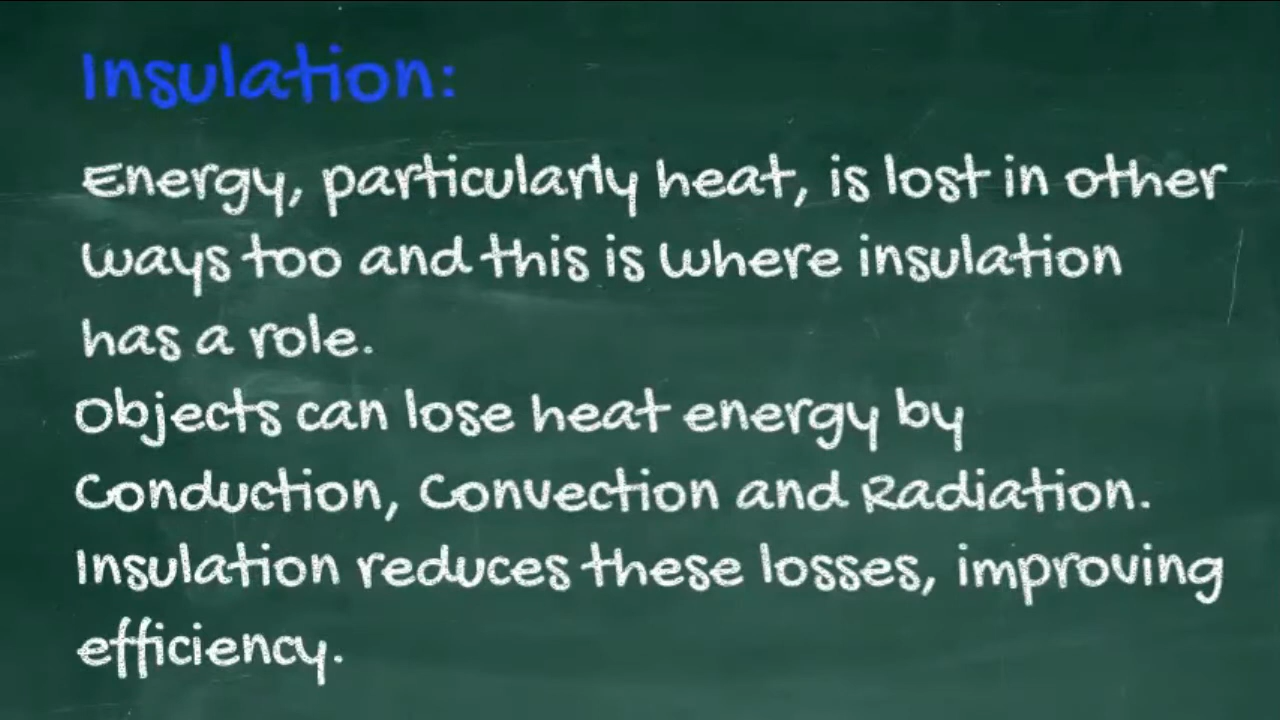 Insulation:
Energy, particularly heat, is lost in other
ways too and this is where insulation
has a role.
Objects can lose heat energy by
Conduction, Convection and Radiation.
Insulation reduces these losses, improving
efficiency.